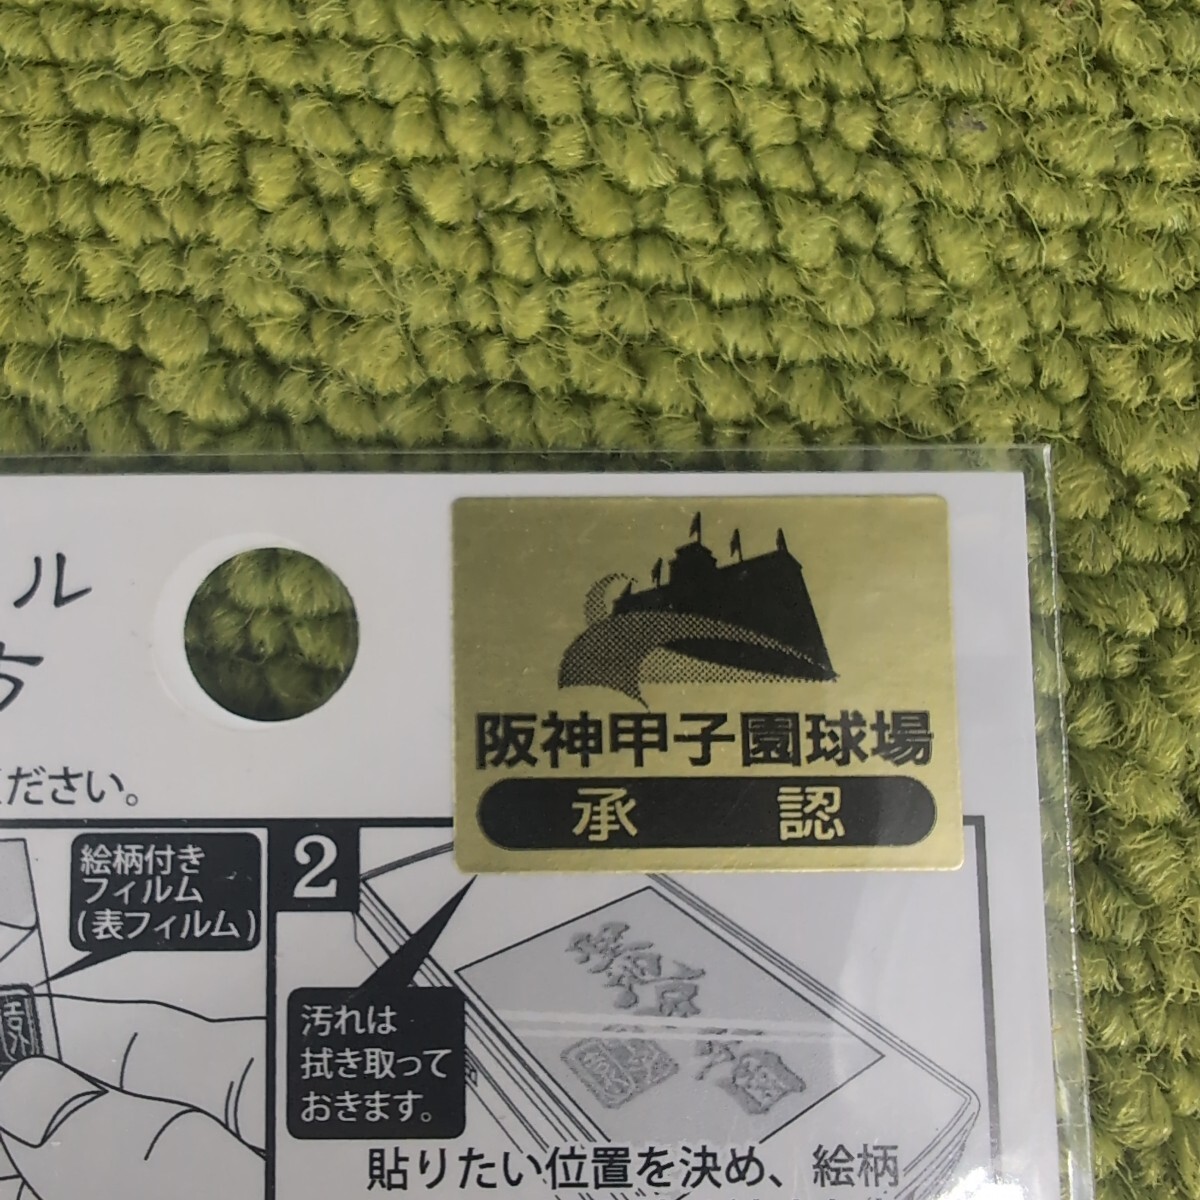 ル
方
ください。
阪神甲子園球場
承認
絵柄付き
フィルム
(表フィルム)
2
汚れは
拭き取って
おきます。
貼りたい位置を決め、絵柄